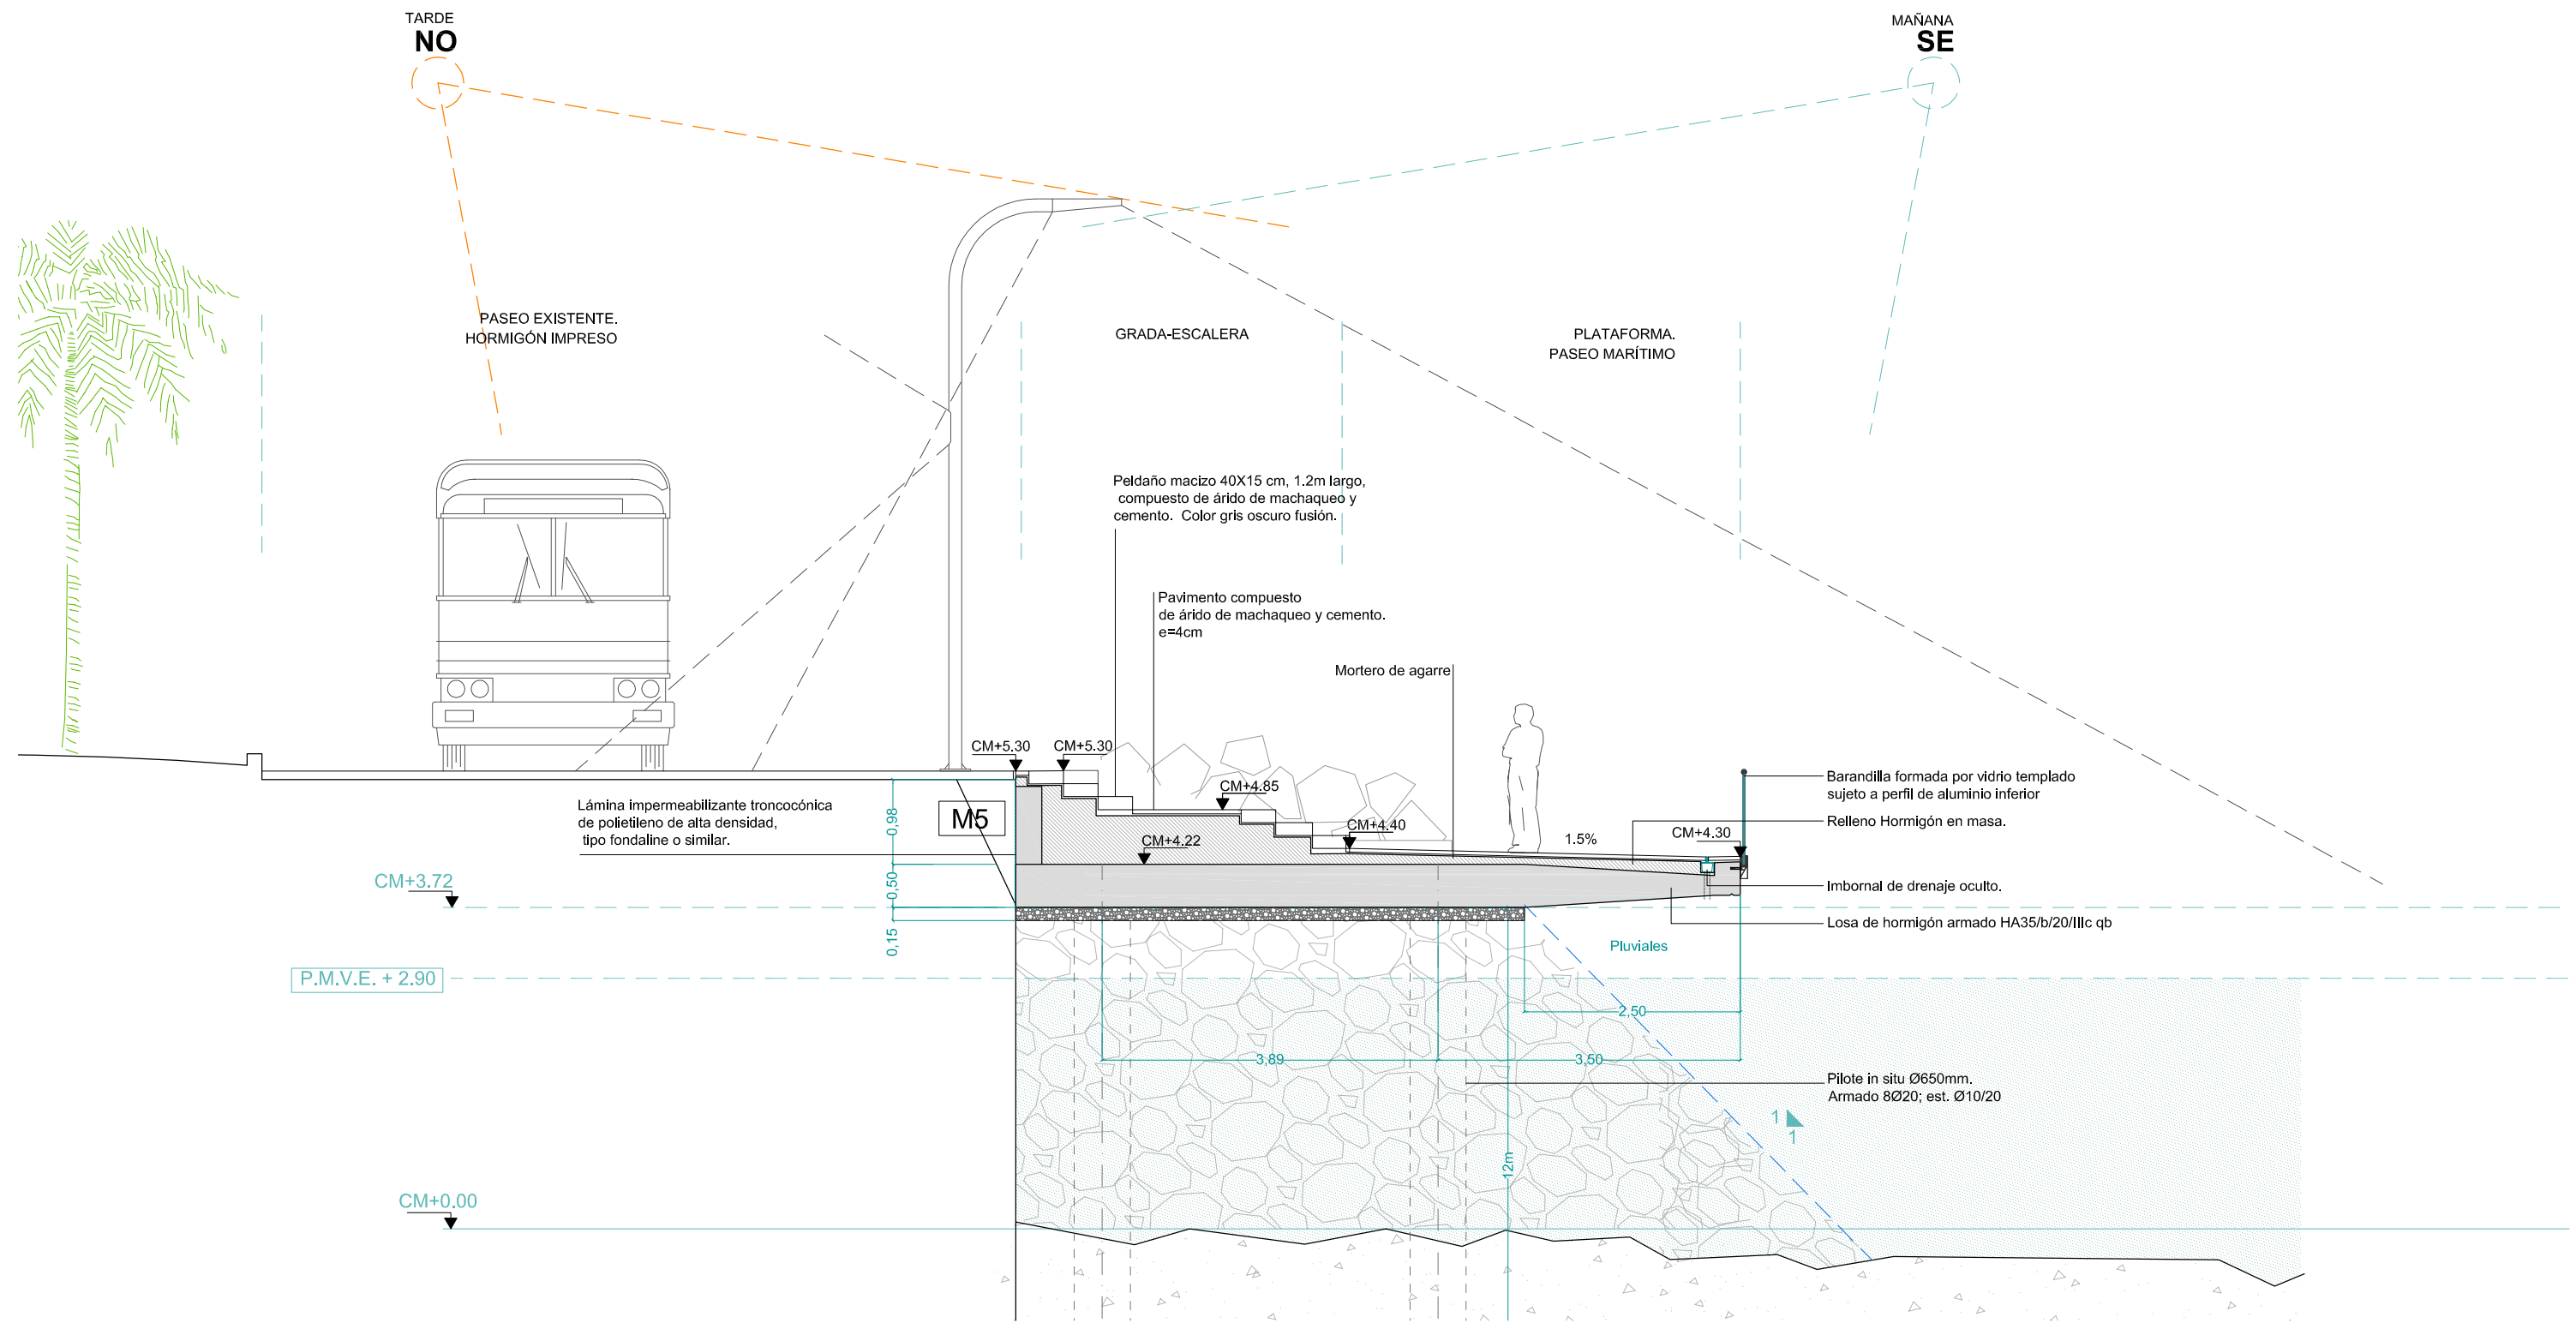 TARDE
NO
MAÑANA
SE
PASEO EXISTENTE.
HORMIGÓN IMPRESO
GRADA-ESCALERA
PLATAFORMA.
PASEO MARÍTIMO
Peldaño macizo 40X15 cm, 1.2m largo,
compuesto de árido de machaqueo y
cemento. Color gris oscuro fusión.
Pavimento compuesto
de árido de machaqueo y cemento.
e=4cm
Mortero de agarre
CM+5.30
CM+5.30
CM+4.85
CM+4.40
CM+4.22
1.5%
CM+4.30
Barandilla formada por vidrio templado
sujeto a perfil de aluminio inferior
Relleno Hormigón en masa.
Lámina impermeabilizante troncocónica
de polietileno de alta densidad,
tipo fondaline o similar.
0,98
M5
0,50
0,15
CM+3.72
Imbornal de drenaje oculto.
Losa de hormigón armado HA35/b/20/IIIc qb
Pluviales
P.M.V.E. + 2.90
2,50
3,89
3,50
Pilote in situ Ø650mm.
Armado 8Ø20; est. Ø10/20
1
1
12m
CM+0.00